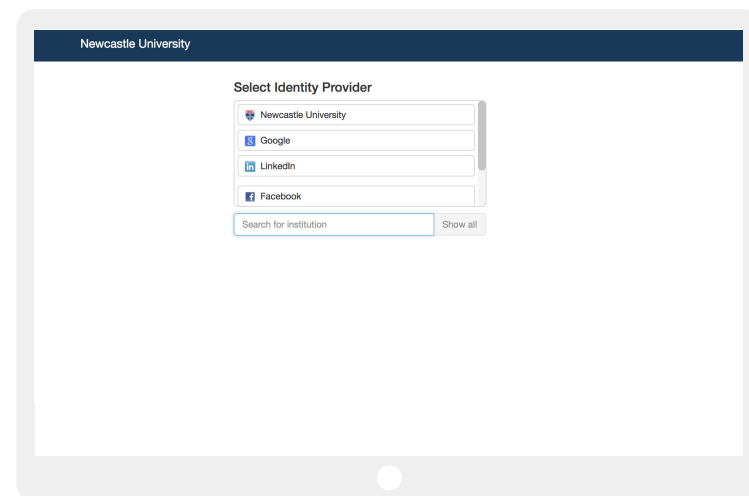 Newcastle University
Select Identity Provider
Newcastle University
Google
LinkedIn
Facebook
Search for institution Show all